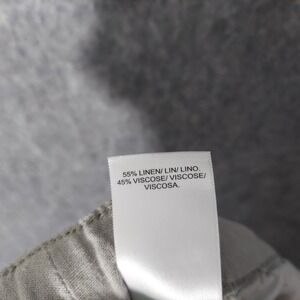 55% LINEN/ LIN/ LINO.
45% VISCOSE/ VISCOSE/
VISCOSA.